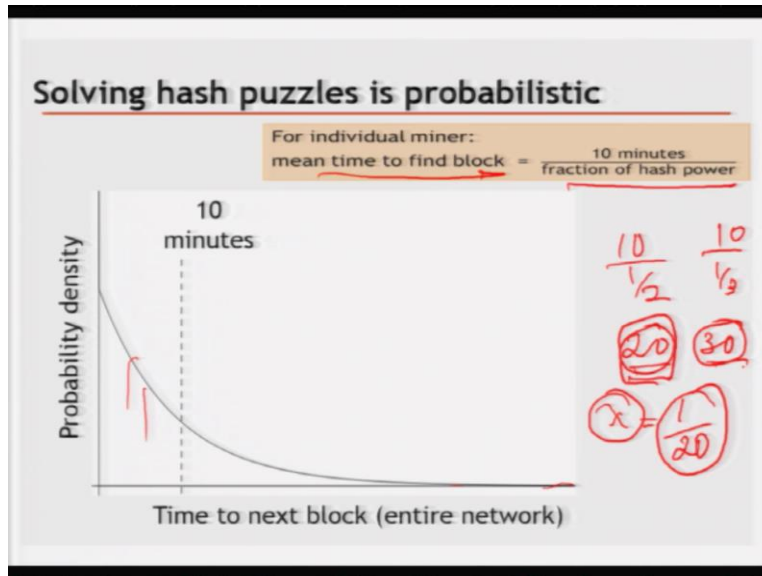 Solving hash puzzles is probabilistic
For individual miner:
mean time to find block = 10 minutes / fraction of hash power
10
minutes
Probability density
Time to next block (entire network)
10 / 1/2
10 / 1/3
20
30
x = 1/20